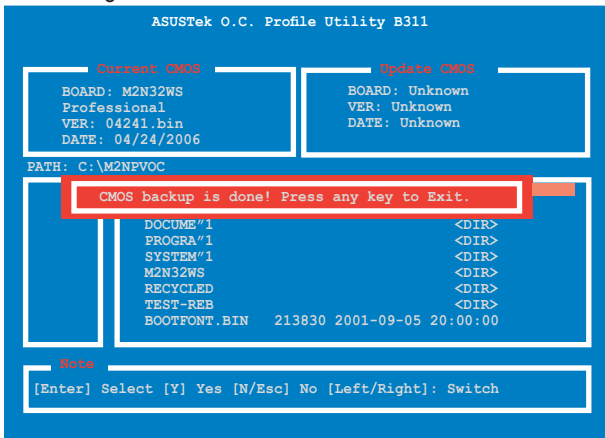 ASUSTek O.C. Profile Utility B311
Current CMOS
BOARD: M2N32WS
Professional
VER: 04241.bin
DATE: 04/24/2006
Update CMOS
BOARD: Unknown
VER: Unknown
DATE: Unknown
PATH: C:\M2NPVOC
CMOS backup is done! Press any key to Exit.
DOCUME"1 <DIR>
PROGRA"1 <DIR>
SYSTEM"1 <DIR>
M2N32WS <DIR>
RECYCLED <DIR>
TEST-REB <DIR>
BOOTFONT.BIN 213830 2001-09-05 20:00:00
Note
[Enter] Select [Y] Yes [N/Esc] No [Left/Right]: Switch